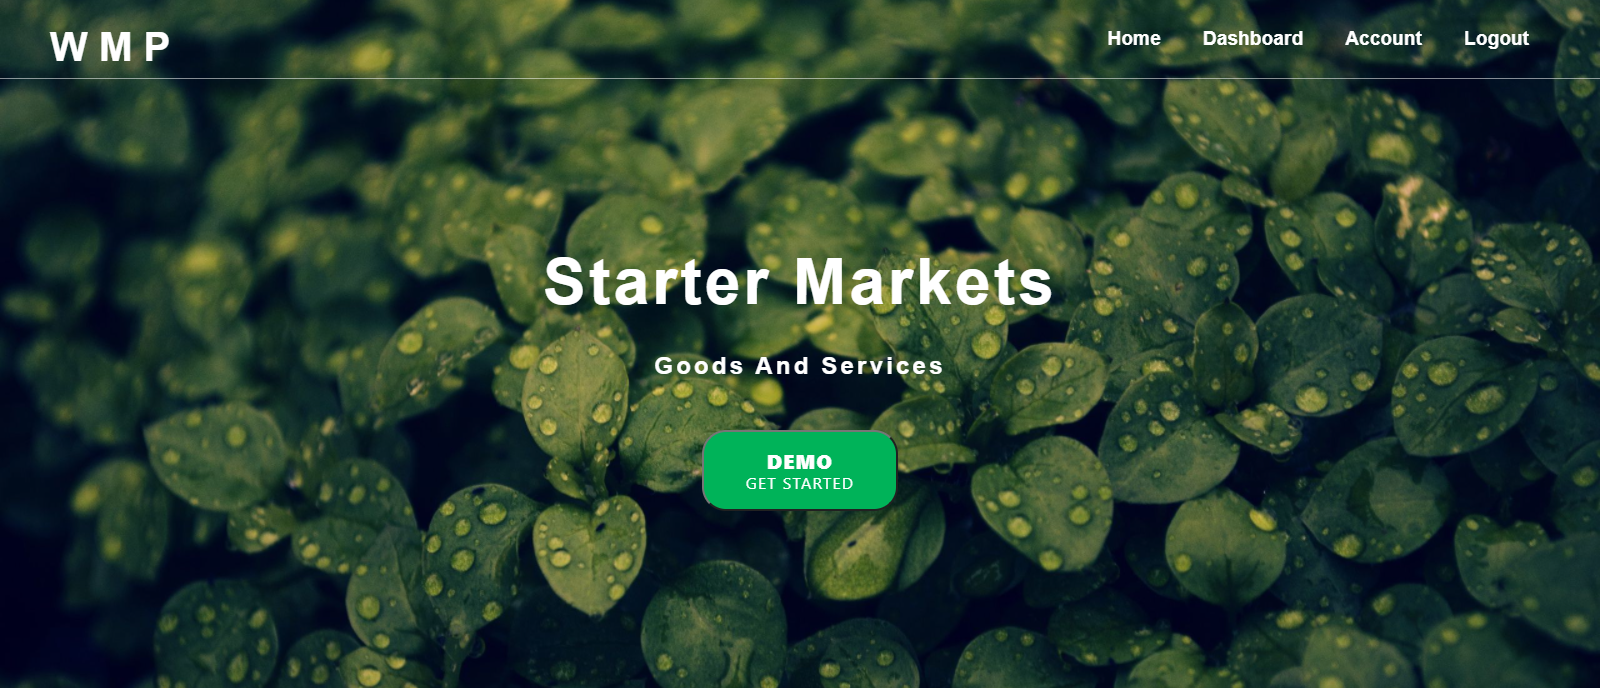 W M P
Home Dashboard Account Logout
Starter Markets
Goods And Services
DEMO
GET STARTED